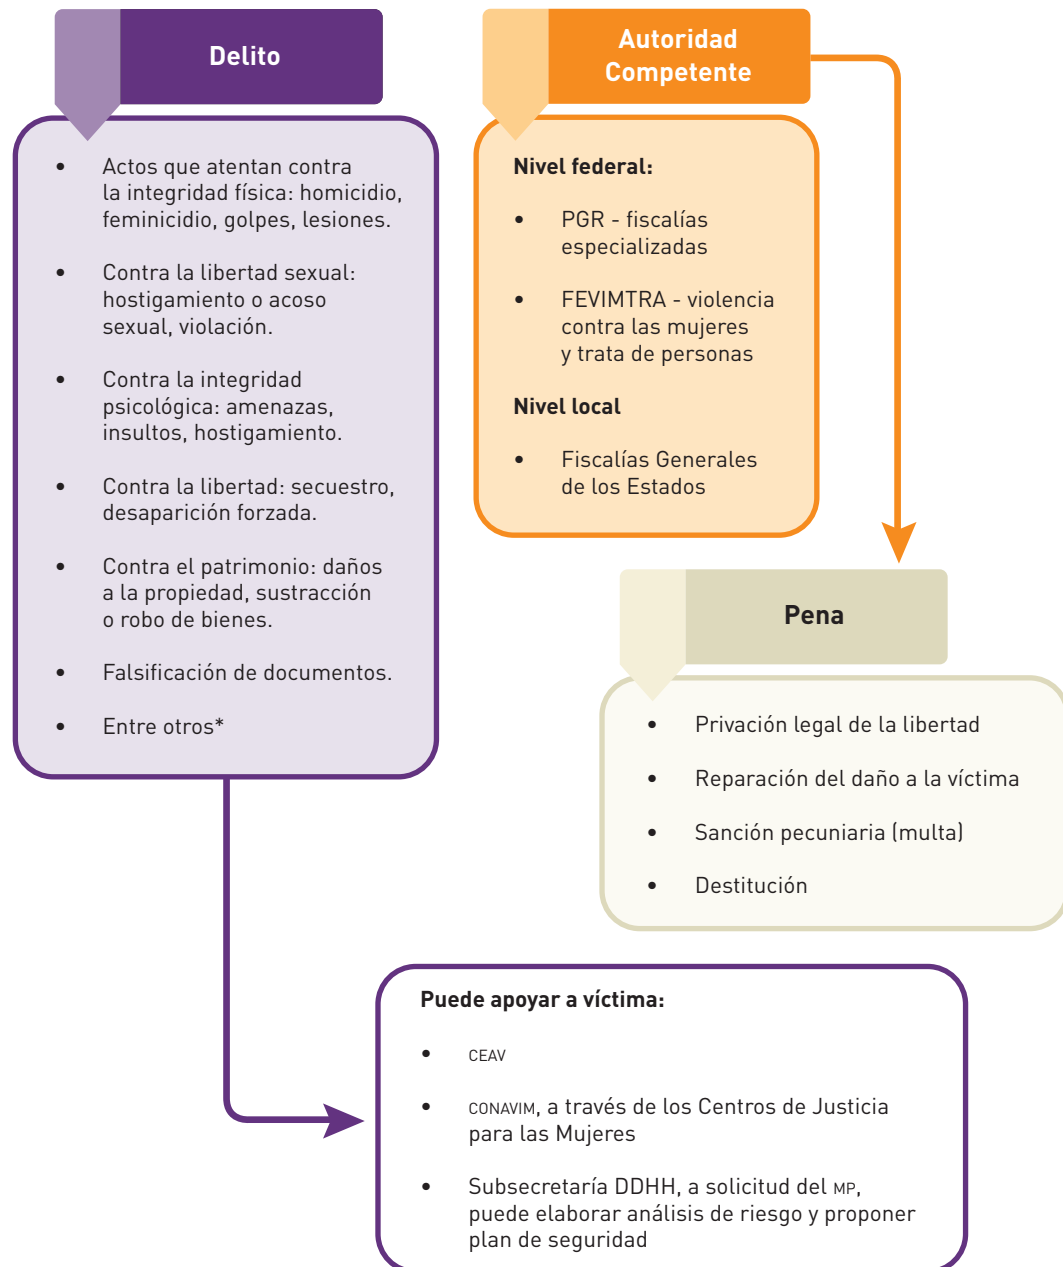 Delito
• Actos que atentan contra
la integridad física: homicidio,
feminicidio, golpes, lesiones.
• Contra la libertad sexual:
hostigamiento o acoso
sexual, violación.
• Contra la integridad
psicológica: amenazas,
insultos, hostigamiento.
• Contra la libertad: secuestro,
desaparición forzada.
• Contra el patrimonio: daños
a la propiedad, sustracción
o robo de bienes.
• Falsificación de documentos.
• Entre otros*
Autoridad
Competente
Nivel federal:
• PGR - fiscalías
especializadas
• FEVIMTRA - violencia
contra las mujeres
y trata de personas
Nivel local
• Fiscalías Generales
de los Estados
Pena
• Privación legal de la libertad
• Reparación del daño a la víctima
• Sanción pecuniaria (multa)
• Destitución
Puede apoyar a víctima:
• CEAV
• CONAVIM, a través de los Centros de Justicia
para las Mujeres
• Subsecretaría DDHH, a solicitud del MP,
puede elaborar análisis de riesgo y proponer
plan de seguridad